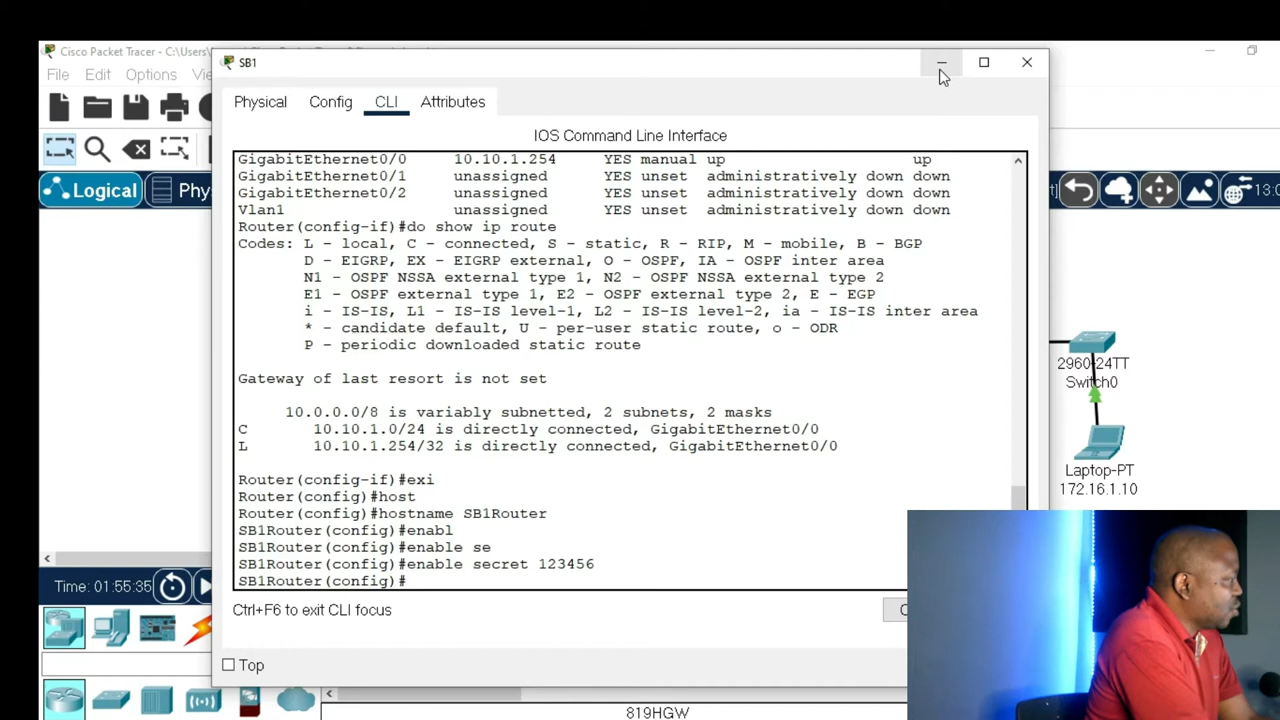 Cisco Packet Tracer - C:\Users\
SB1
File Edit Options
Physical Config CLI Attributes
IOS Command Line Interface
Logical
GigabitEthernet0/0 10.10.1.254 YES manual up up
GigabitEthernet0/1 unassigned YES unset administratively down down
GigabitEthernet0/2 unassigned YES unset administratively down down
Vlan1 unassigned YES unset administratively down down
Router(config-if)#do show ip route
Codes: L - local, C - connected, S - static, R - RIP, M - mobile, B - BGP
D - EIGRP, EX - EIGRP external, O - OSPF, IA - OSPF inter area
N1 - OSPF NSSA external type 1, N2 - OSPF NSSA external type 2
E1 - OSPF external type 1, E2 - OSPF external type 2, E - EGP
i - IS-IS, L1 - IS-IS level-1, L2 - IS-IS level-2, ia - IS-IS inter area
* - candidate default, U - per-user static route, o - ODR
P - periodic downloaded static route
Gateway of last resort is not set
10.0.0.0/8 is variably subnetted, 2 subnets, 2 masks
C 10.10.1.0/24 is directly connected, GigabitEthernet0/0
L 10.10.1.254/32 is directly connected, GigabitEthernet0/0
Router(config-if)#exi
Router(config)#host
Router(config)#hostname SB1Router
SB1Router(config)#enabl
SB1Router(config)#enable se
SB1Router(config)#enable secret 123456
SB1Router(config)#
Ctrl+F6 to exit CLI focus
Top
2960-24TT
Switch0
Laptop-PT
172.16.1.10
Time: 01:55:35
819HGW